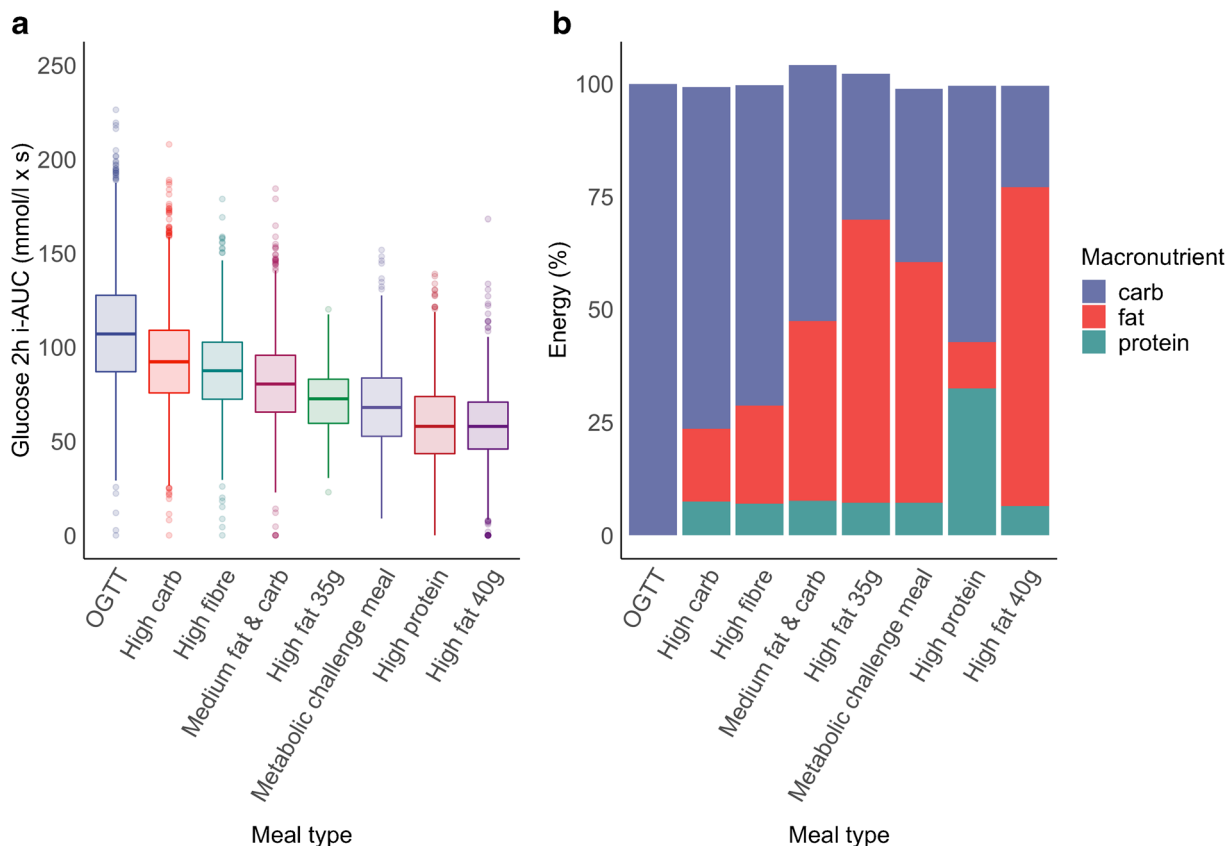 a
Glucose 2h i-AUC (mmol/l x s)
250
200
150
100
50
0
OGTT
High carb
High fibre
Medium fat & carb
High fat 35g
Metabolic challenge meal
High protein
High fat 40g
Meal type
b
Energy (%)
100
75
50
25
0
OGTT
High carb
High fibre
Medium fat & carb
High fat 35g
Metabolic challenge meal
High protein
High fat 40g
Meal type
Macronutrient
carb
fat
protein